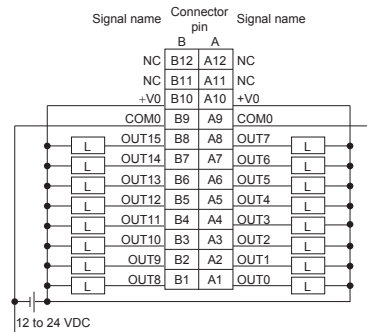 Signal name Connector pin Signal name
B A
NC B12 A12 NC
NC B11 A11 NC
+V0 B10 A10 +V0
COM0 B9 A9 COM0
L OUT15 B8 A8 OUT7 L
L OUT14 B7 A7 OUT6 L
L OUT13 B6 A6 OUT5 L
L OUT12 B5 A5 OUT4 L
L OUT11 B4 A4 OUT3 L
L OUT10 B3 A3 OUT2 L
L OUT9 B2 A2 OUT1 L
L OUT8 B1 A1 OUT0 L
12 to 24 VDC